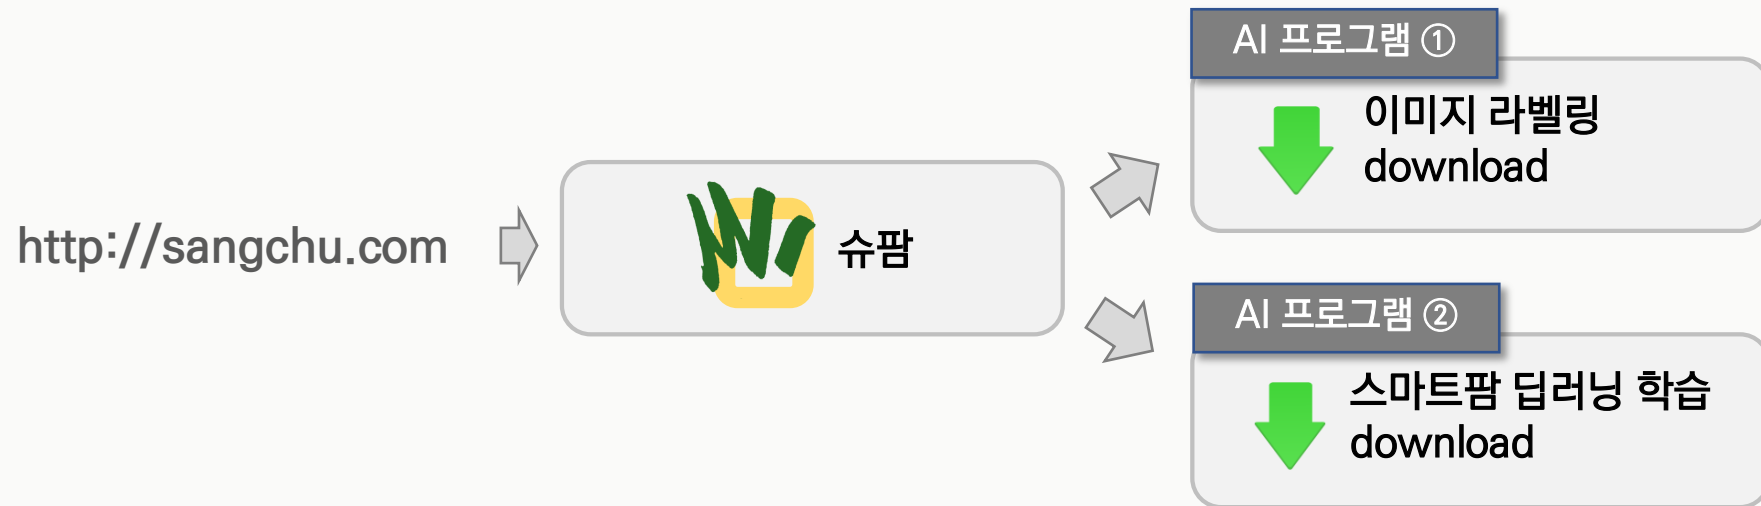 http://sangchu.com
슈팜
AI 프로그램 ①
이미지 라벨링
download
AI 프로그램 ②
스마트팜 딥러닝 학습
download